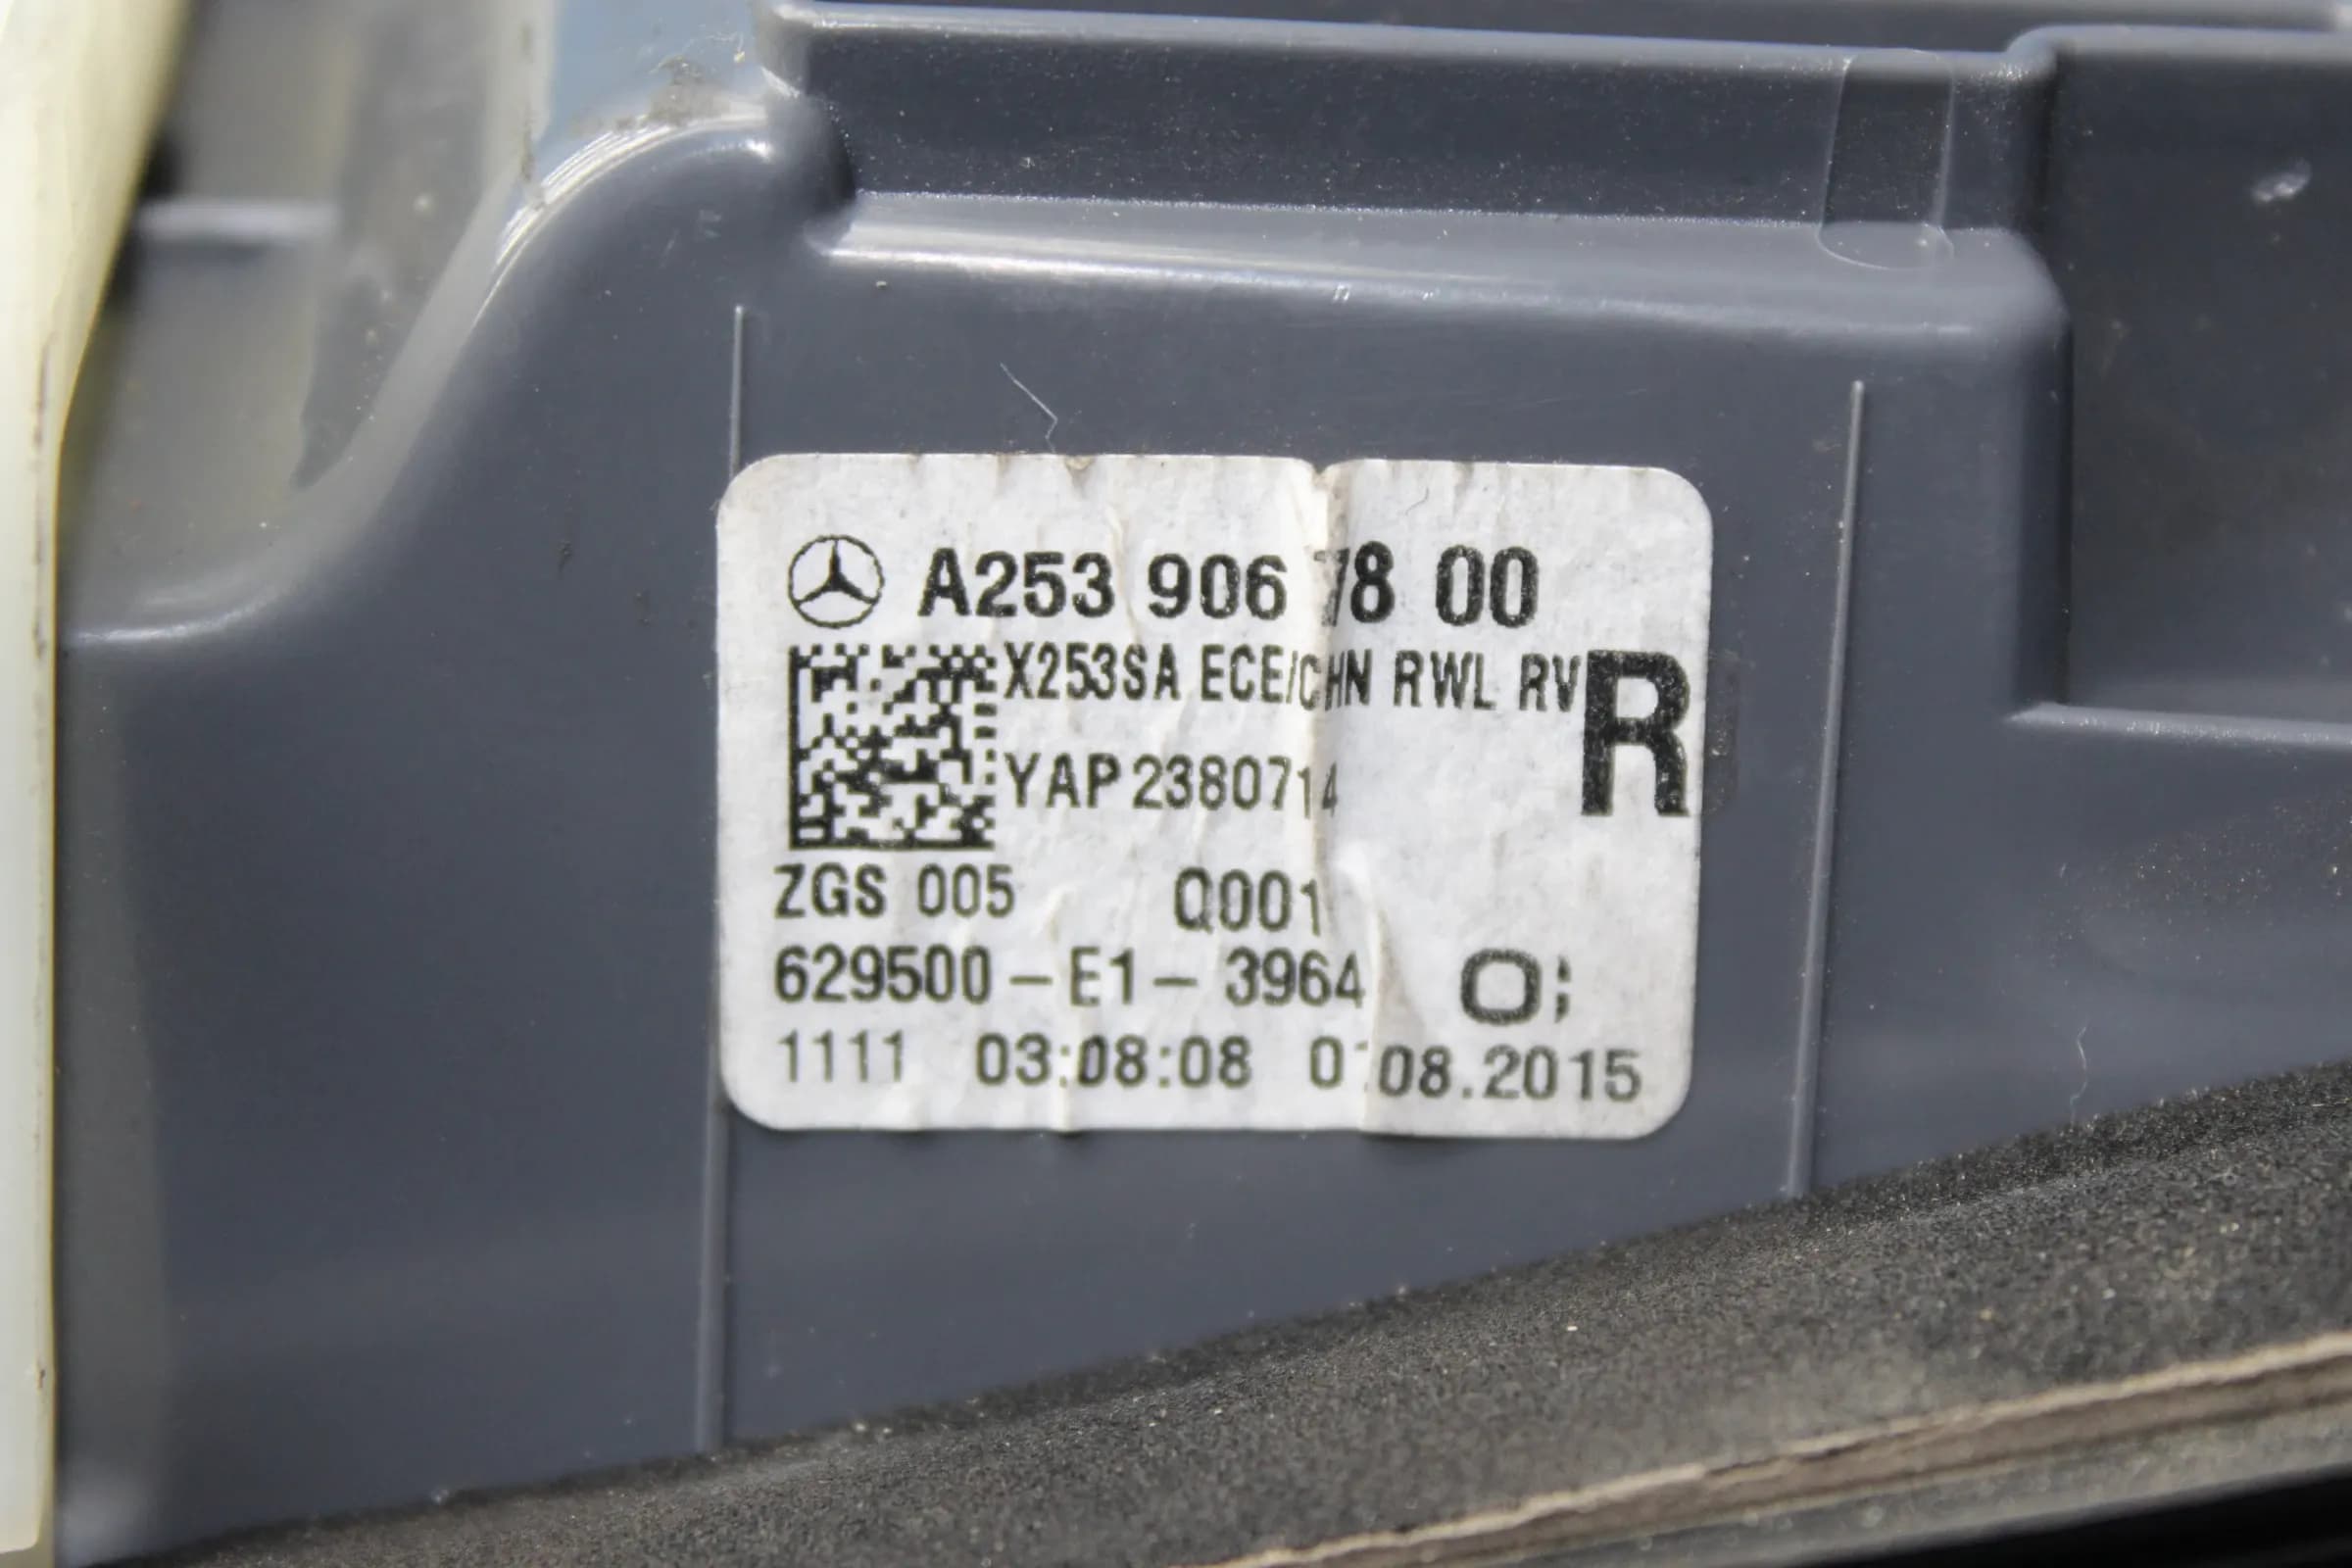 A253 906 78 00
X253SA ECE/CHN RWL RV R
YAP 2380714
ZGS 005 Q001
629500 – E1 – 3964 O;
1111 03:08:08 08.2015